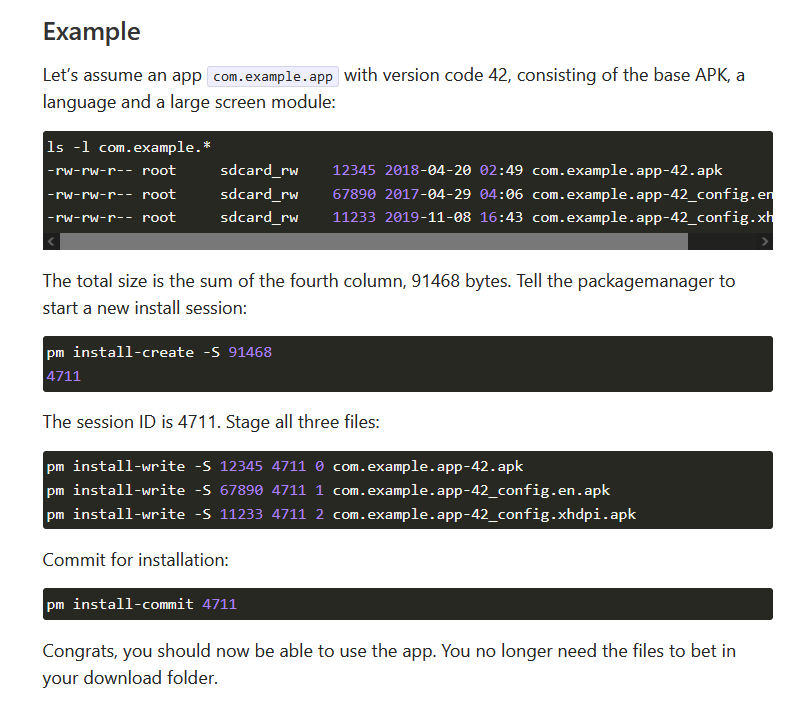 Example
Let's assume an app com.example.app with version code 42, consisting of the base APK, a
language and a large screen module:
ls -l com.example.*
-rw-rw-r-- root     sdcard_rw    12345 2018-04-20 02:49 com.example.app-42.apk
-rw-rw-r-- root     sdcard_rw    67890 2017-04-29 04:06 com.example.app-42_config.en
-rw-rw-r-- root     sdcard_rw    11233 2019-11-08 16:43 com.example.app-42_config.xh
The total size is the sum of the fourth column, 91468 bytes. Tell the packagemanager to
start a new install session:
pm install-create -S 91468
4711
The session ID is 4711. Stage all three files:
pm install-write -S 12345 4711 0 com.example.app-42.apk
pm install-write -S 67890 4711 1 com.example.app-42_config.en.apk
pm install-write -S 11233 4711 2 com.example.app-42_config.xhdpi.apk
Commit for installation:
pm install-commit 4711
Congrats, you should now be able to use the app. You no longer need the files to bet in
your download folder.